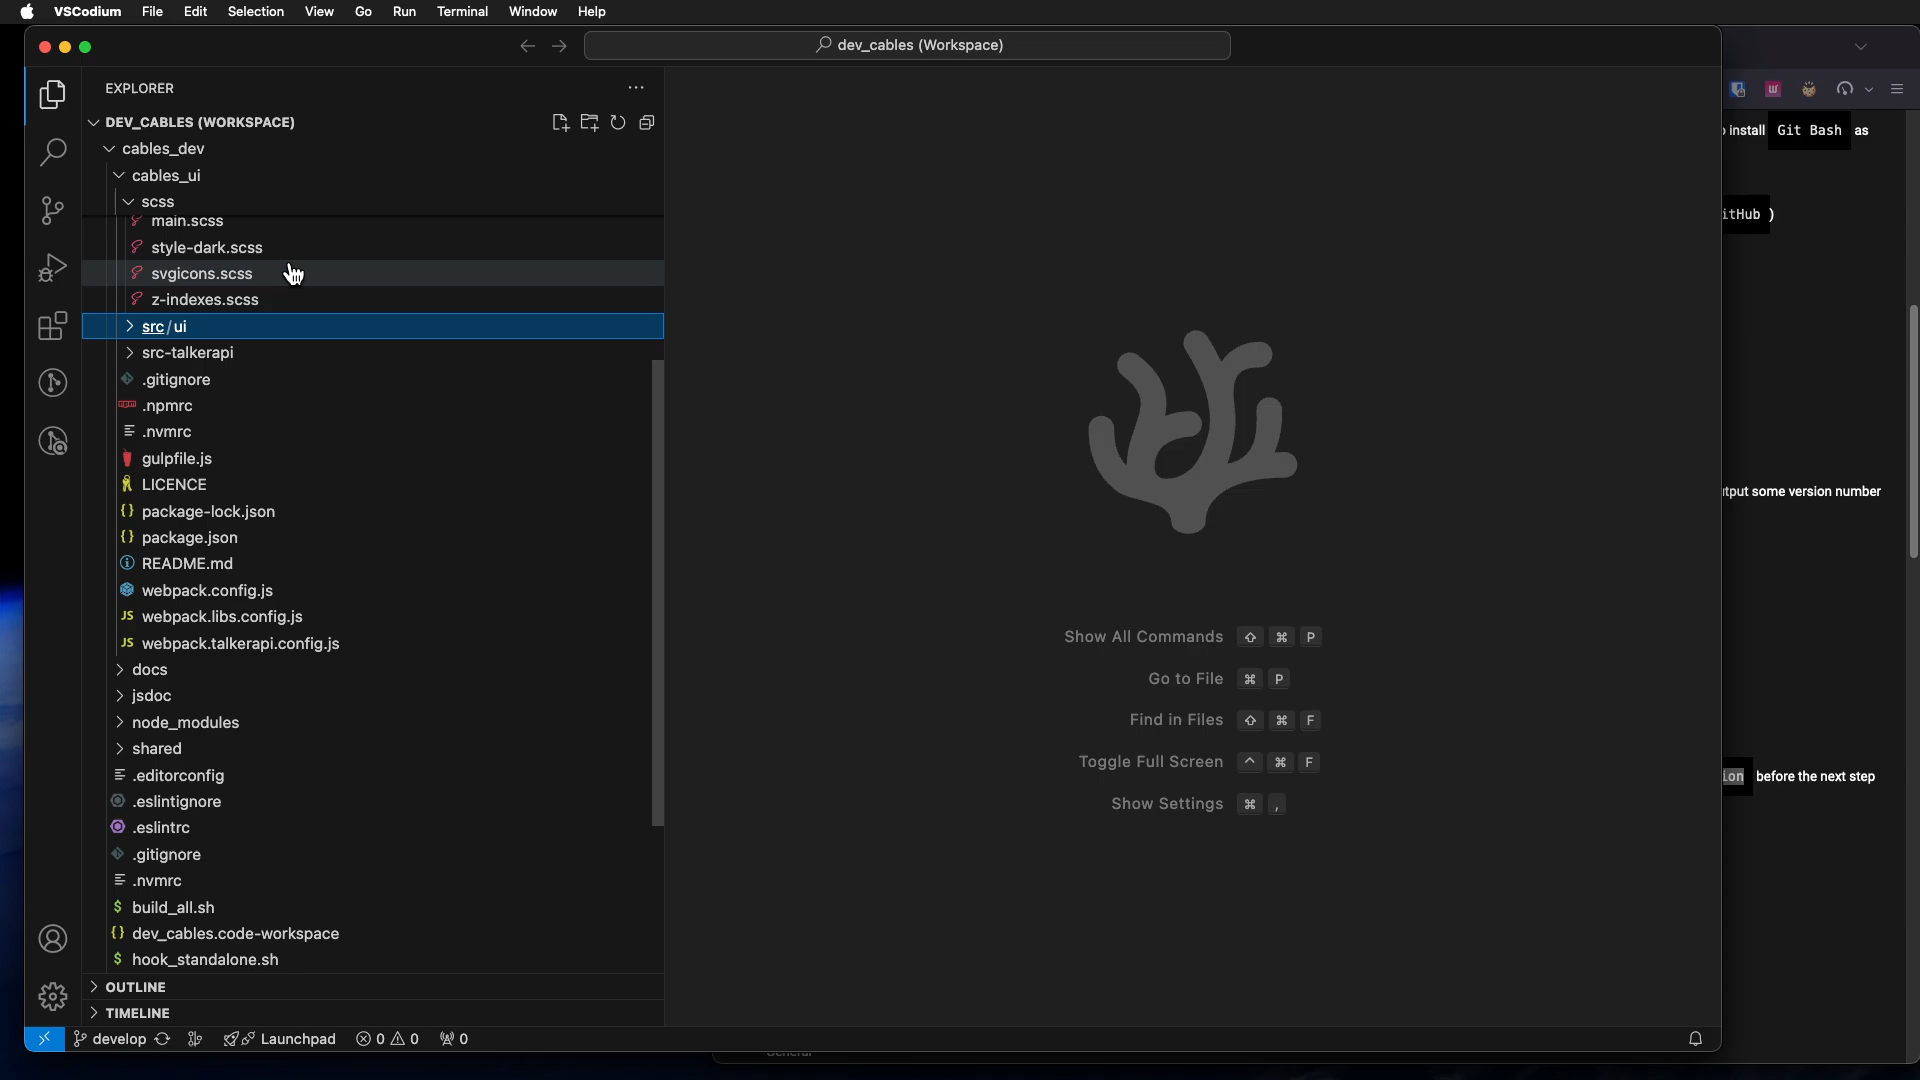 VSCodium File Edit Selection View Go Run Terminal Window Help
dev_cables (Workspace)
EXPLORER
DEV_CABLES (WORKSPACE)
cables_dev
cables_ui
scss
main.scss
style-dark.scss
svgicons.scss
z-indexes.scss
src/ui
src-talkerapi
.gitignore
.npmrc
.nvmrc
gulpfile.js
LICENCE
package-lock.json
package.json
README.md
webpack.config.js
JS webpack.libs.config.js
JS webpack.talkerapi.config.js
docs
jsdoc
node_modules
shared
.editorconfig
.eslintignore
.eslintrc
.gitignore
.nvmrc
$ build_all.sh
dev_cables.code-workspace
$ hook_standalone.sh
OUTLINE
TIMELINE
develop Launchpad 0 0 0
Show All Commands ⇧ ⌘ P
Go to File ⌘ P
Find in Files ⇧ ⌘ F
Toggle Full Screen ^ ⌘ F
Show Settings ⌘ ,
install Git Bash as
itHub )
tput some version number
ion before the next step